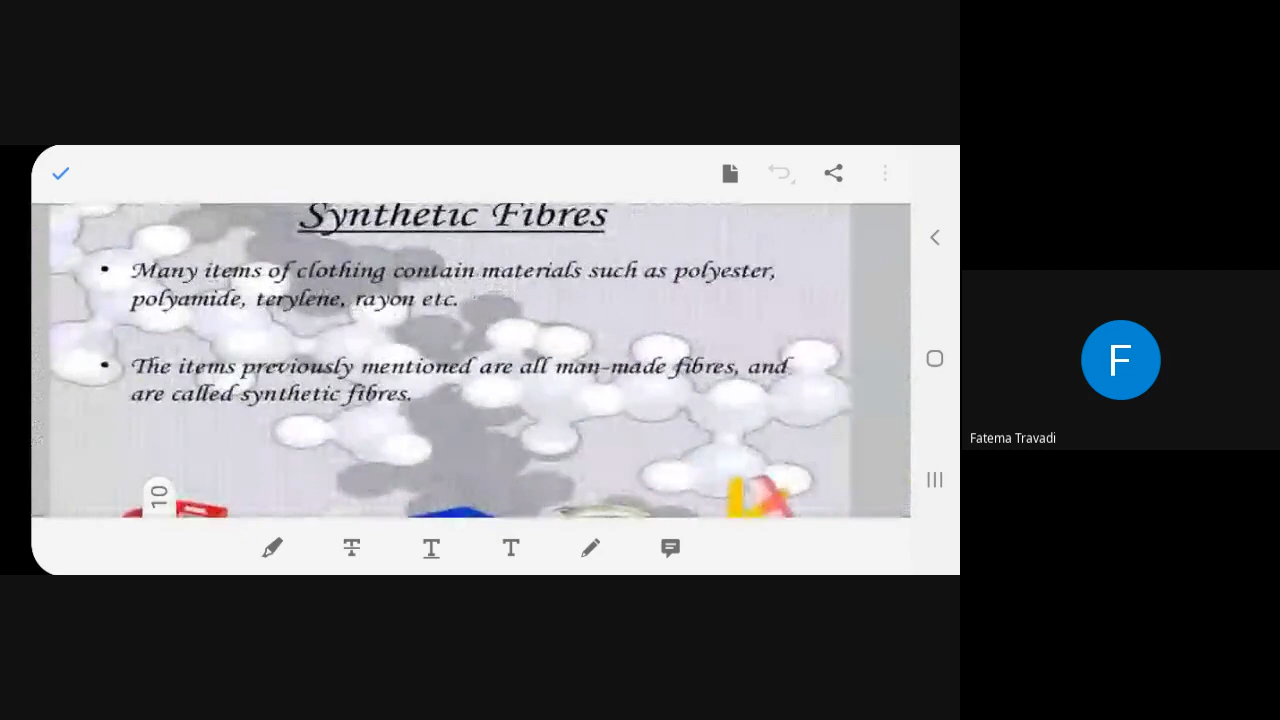 Synthetic Fibres
• Many items of clothing contain materials such as polyester,
polyamide, terylene, rayon etc.
• The items previously mentioned are all man-made fibres, and
are called synthetic fibres.
10
F
Fatema Travadi